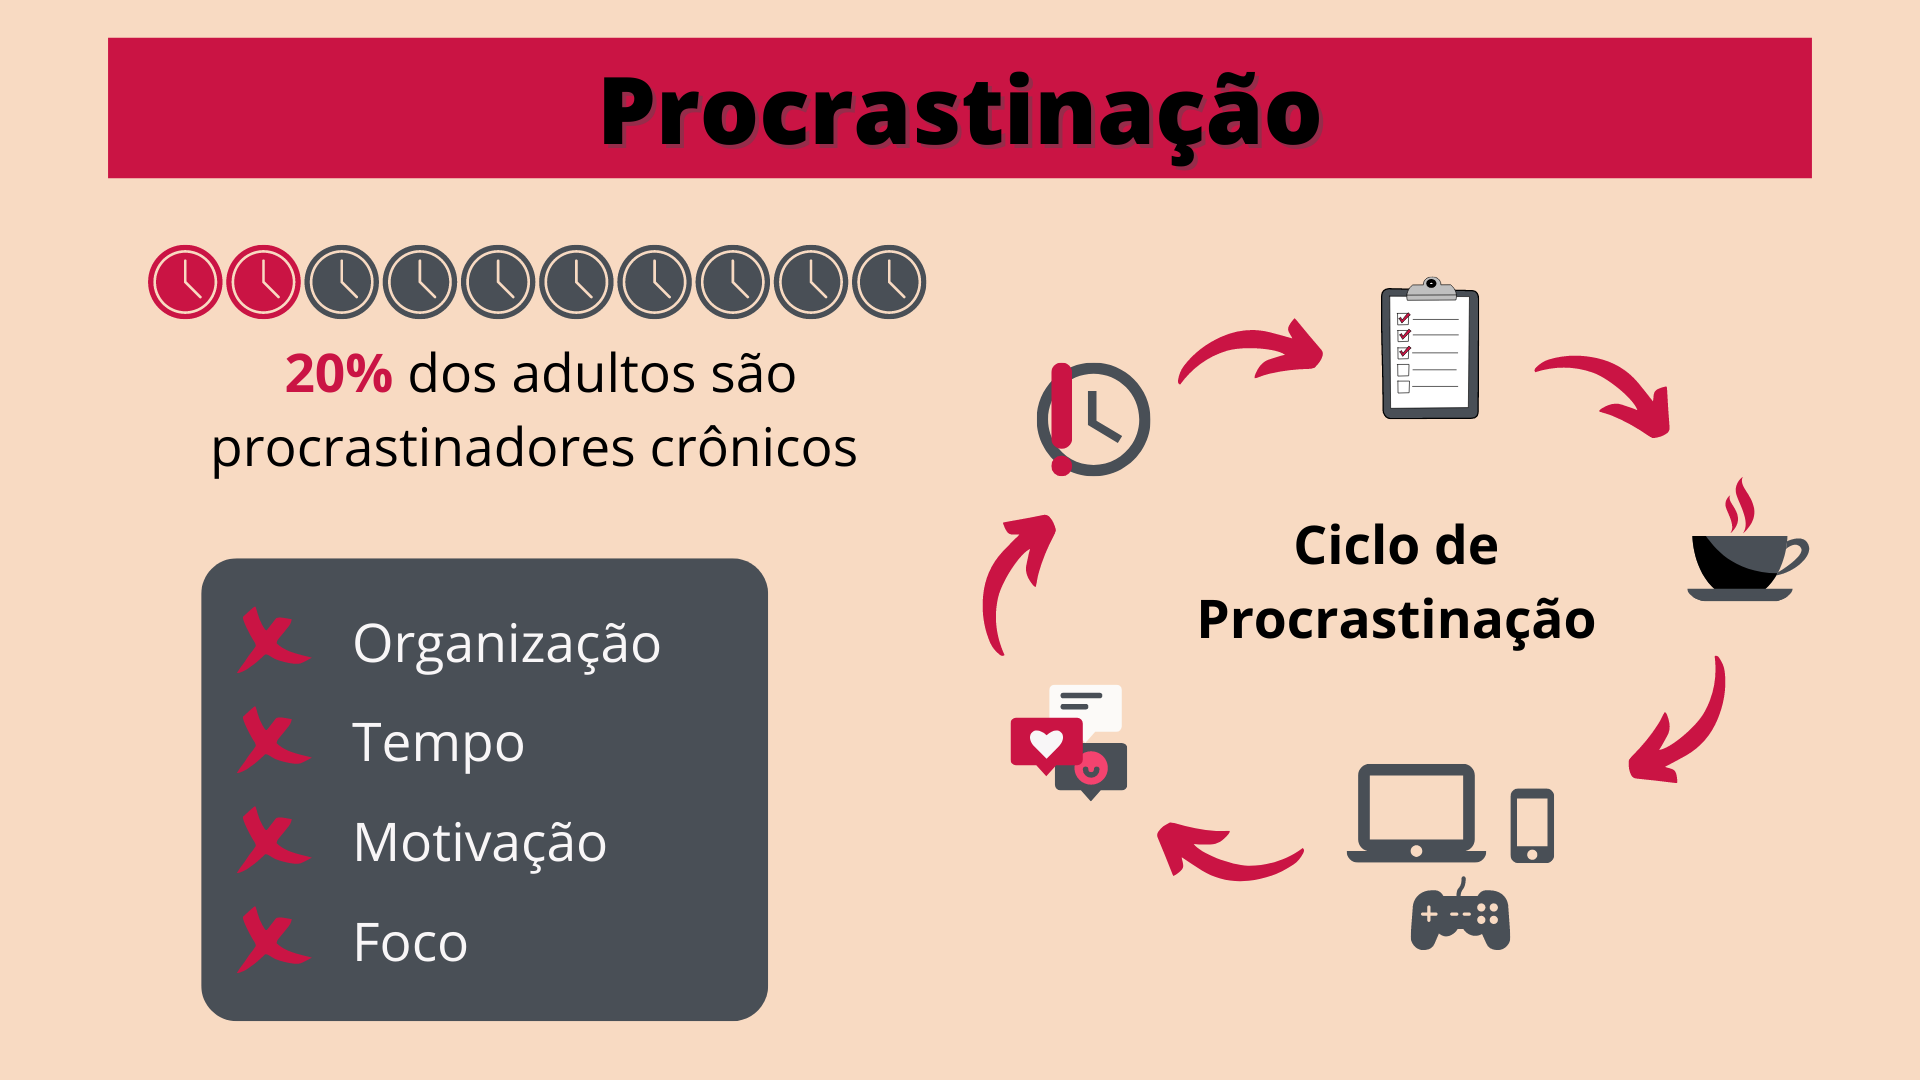 Procrastinação
20% dos adultos são
procrastinadores crônicos
Organização
Tempo
Motivação
Foco
Ciclo de
Procrastinação